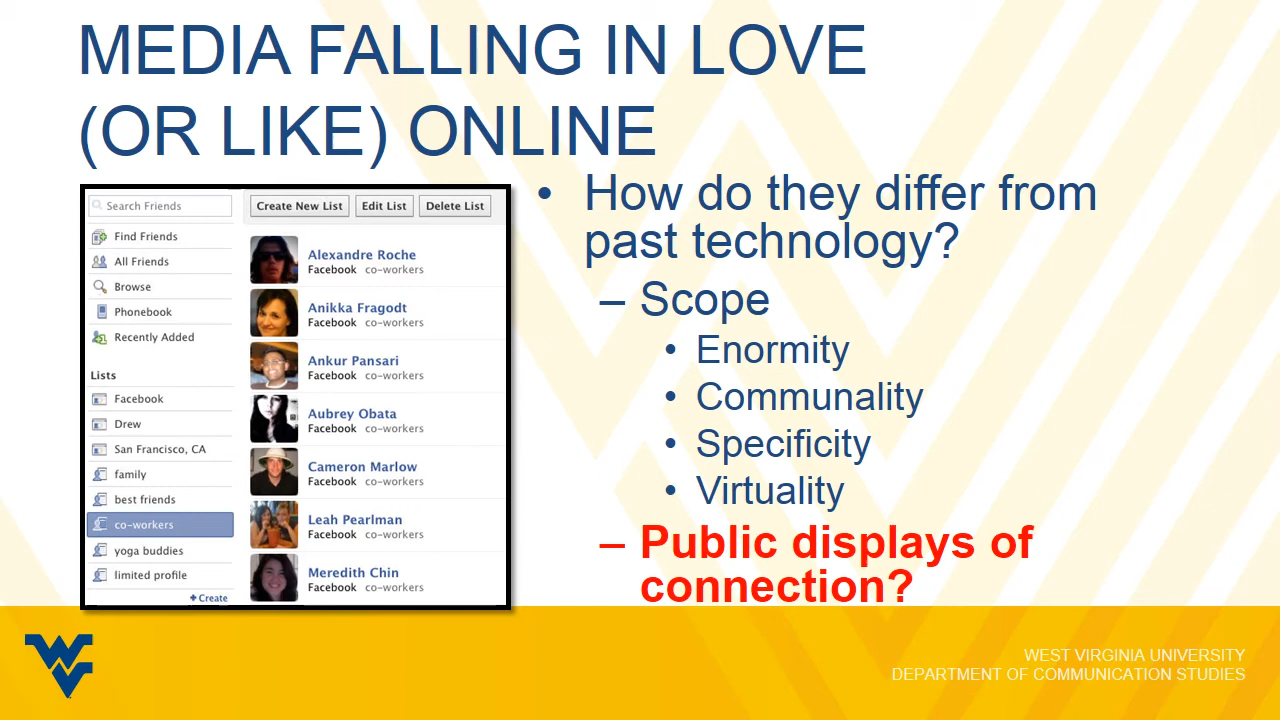 MEDIA FALLING IN LOVE
(OR LIKE) ONLINE
Search Friends
Find Friends
All Friends
Browse
Phonebook
Recently Added
Lists
Facebook
Drew
San Francisco, CA
family
best friends
co-workers
yoga buddies
limited profile
+ Create
Create New List Edit List Delete List
Alexandre Roche
Facebook co-workers
Anikka Fragodt
Facebook co-workers
Ankur Pansari
Facebook co-workers
Aubrey Obata
Facebook co-workers
Cameron Marlow
Facebook co-workers
Leah Pearlman
Facebook co-workers
Meredith Chin
Facebook co-workers
• How do they differ from
past technology?
– Scope
• Enormity
• Communality
• Specificity
• Virtuality
– Public displays of
connection?
WV
WEST VIRGINIA UNIVERSITY
DEPARTMENT OF COMMUNICATION STUDIES